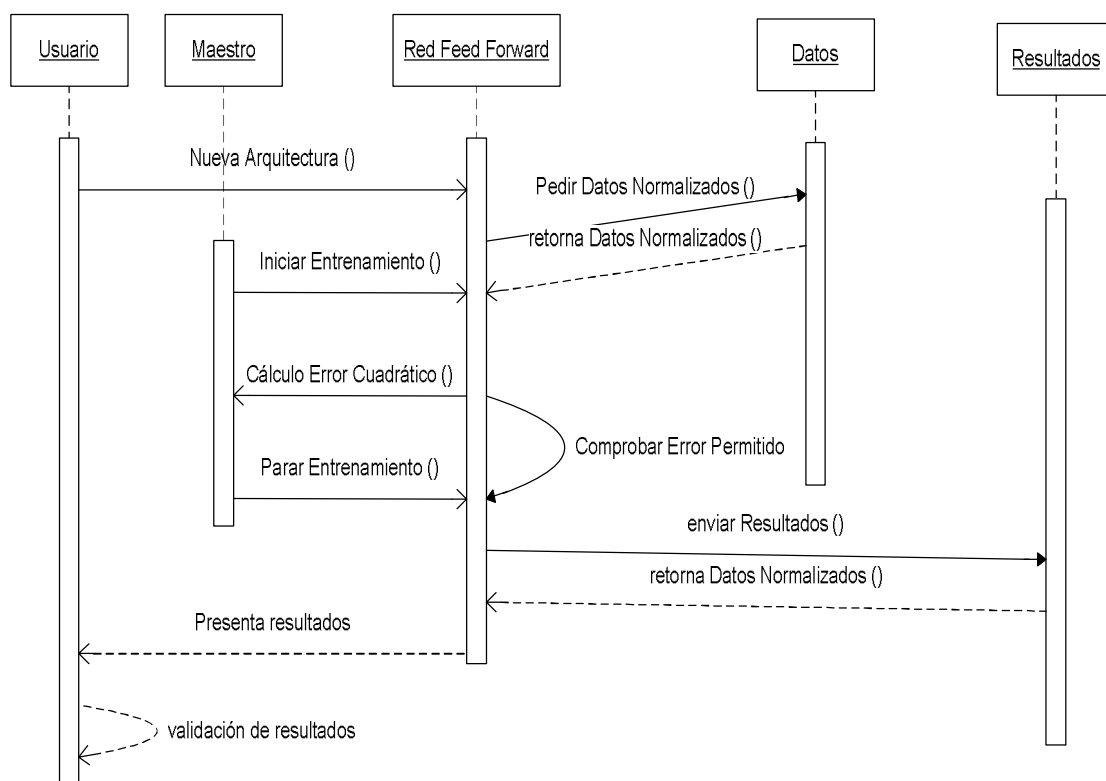 Usuario
Maestro
Red Feed Forward
Datos
Resultados
Nueva Arquitectura ()
Pedir Datos Normalizados ()
retorna Datos Normalizados ()
Iniciar Entrenamiento ()
Cálculo Error Cuadrático ()
Comprobar Error Permitido
Parar Entrenamiento ()
enviar Resultados ()
retorna Datos Normalizados ()
Presenta resultados
validación de resultados